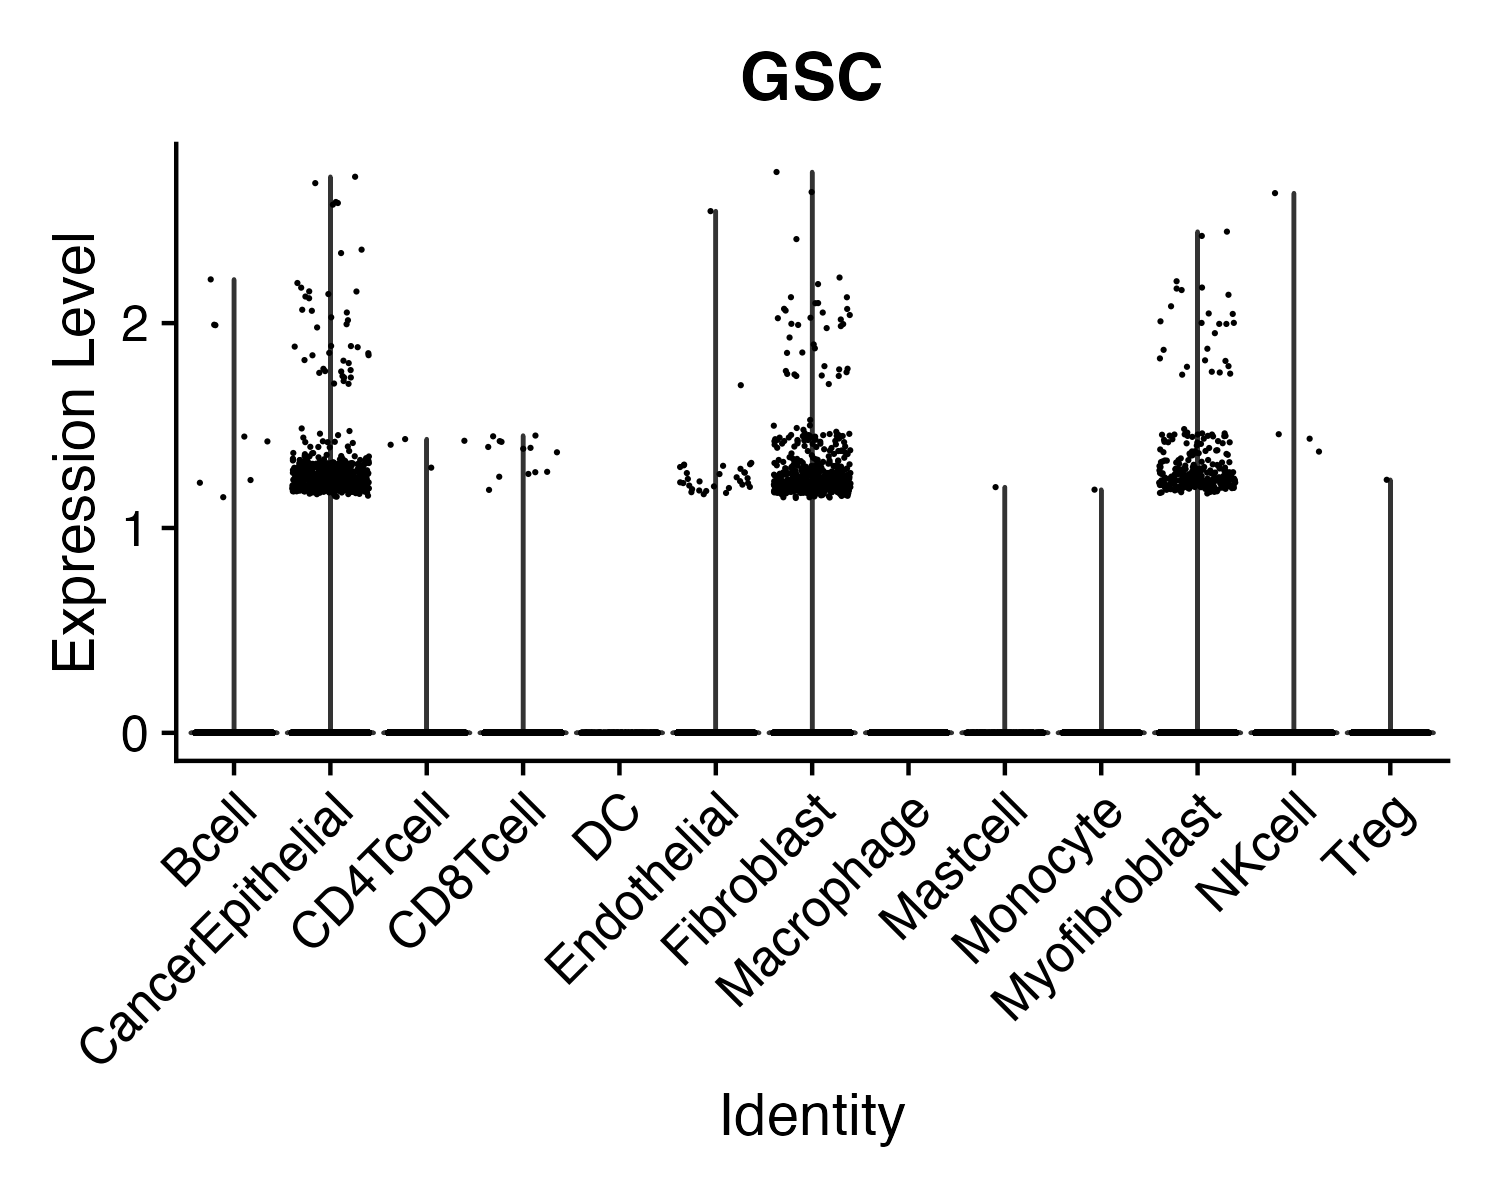 GSC
Expression Level
2
1
0
Bcell
CancerEpithelial
CD4Tcell
CD8Tcell
DC
Endothelial
Fibroblast
Macrophage
Mastcell
Monocyte
Myofibroblast
NKcell
Treg
Identity